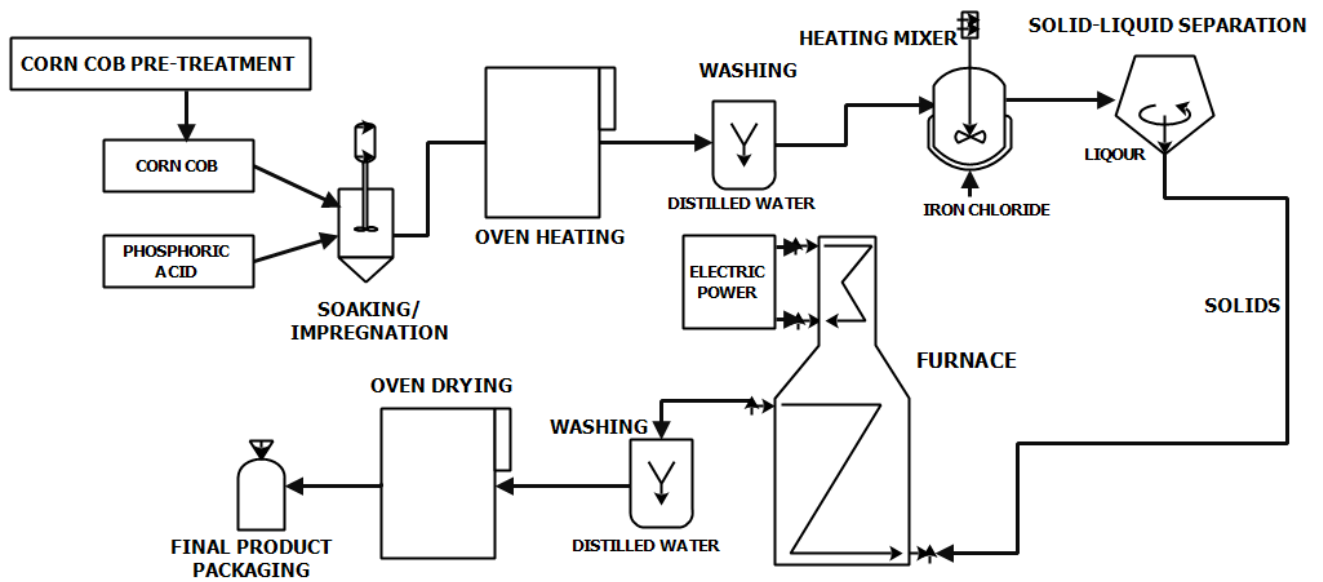 CORN COB PRE-TREATMENT
CORN COB
PHOSPHORIC
ACID
SOAKING/
IMPREGNATION
OVEN HEATING
WASHING
DISTILLED WATER
HEATING MIXER
IRON CHLORIDE
SOLID-LIQUID SEPARATION
LIQOUR
SOLIDS
ELECTRIC
POWER
FURNACE
WASHING
DISTILLED WATER
OVEN DRYING
FINAL PRODUCT
PACKAGING